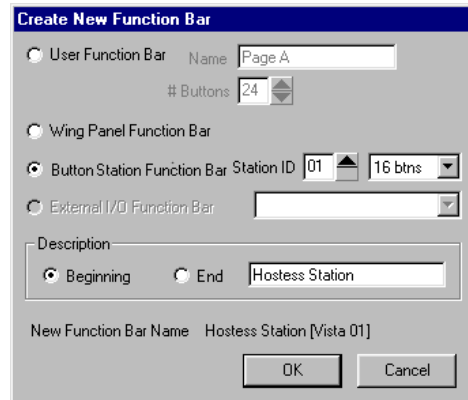 Create New Function Bar
User Function Bar Name Page A
# Buttons 24
Wing Panel Function Bar
Button Station Function Bar Station ID 01 16 btns
External I/O Function Bar
Description
Beginning End Hostess Station
New Function Bar Name Hostess Station [Vista 01]
OK Cancel